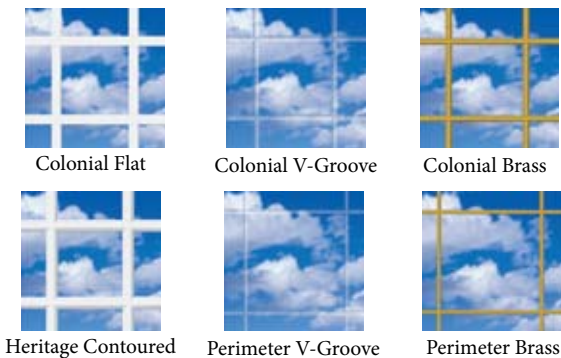 Colonial Flat
Colonial V-Groove
Colonial Brass
Heritage Contoured
Perimeter V-Groove
Perimeter Brass